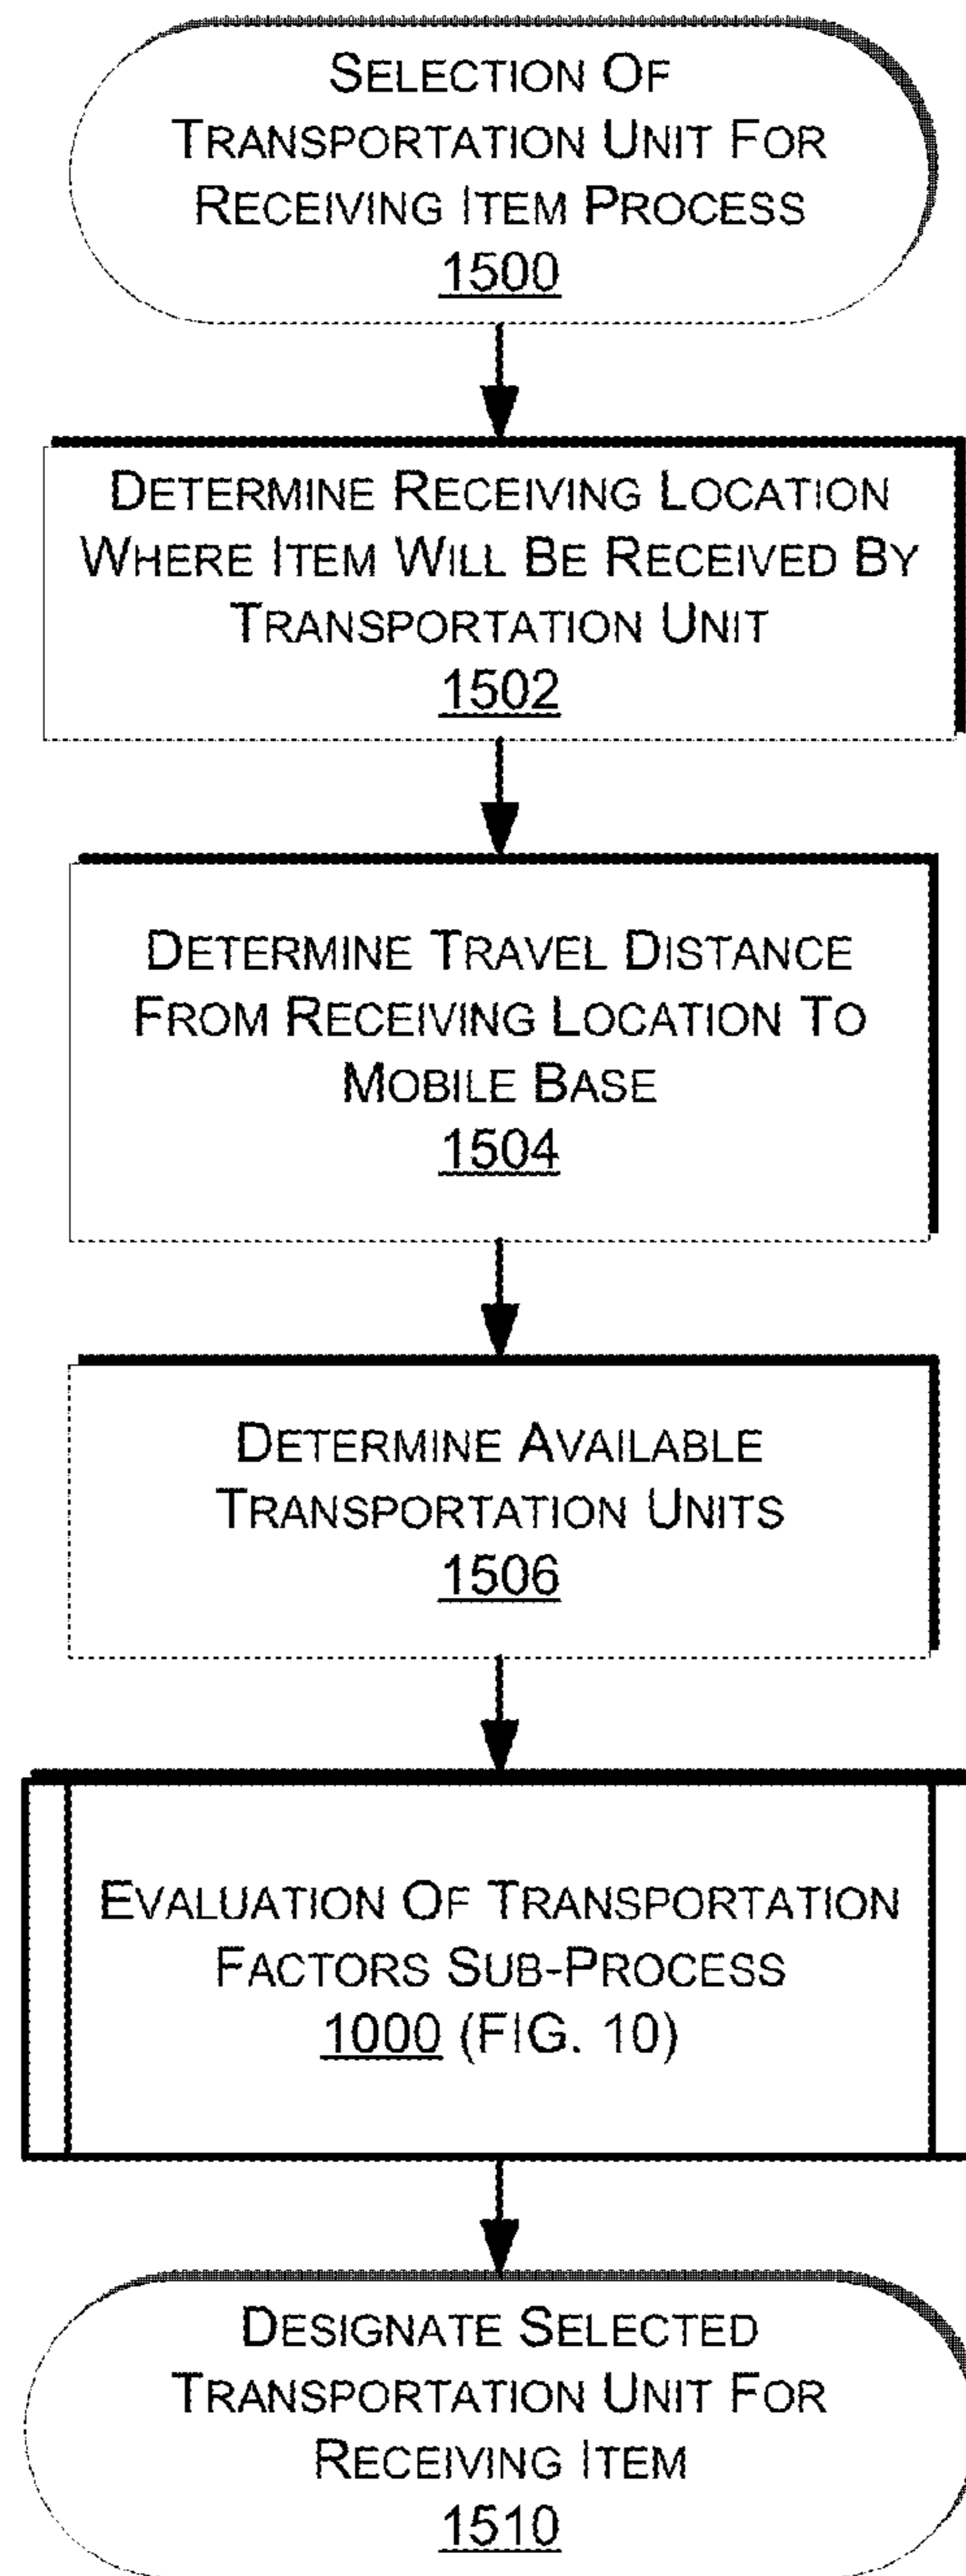 SELECTION OF
TRANSPORTATION UNIT FOR
RECEIVING ITEM PROCESS
1500
DETERMINE RECEIVING LOCATION
WHERE ITEM WILL BE RECEIVED BY
TRANSPORTATION UNIT
1502
DETERMINE TRAVEL DISTANCE
FROM RECEIVING LOCATION TO
MOBILE BASE
1504
DETERMINE AVAILABLE
TRANSPORTATION UNITS
1506
EVALUATION OF TRANSPORTATION
FACTORS SUB-PROCESS
1000 (FIG. 10)
DESIGNATE SELECTED
TRANSPORTATION UNIT FOR
RECEIVING ITEM
1510